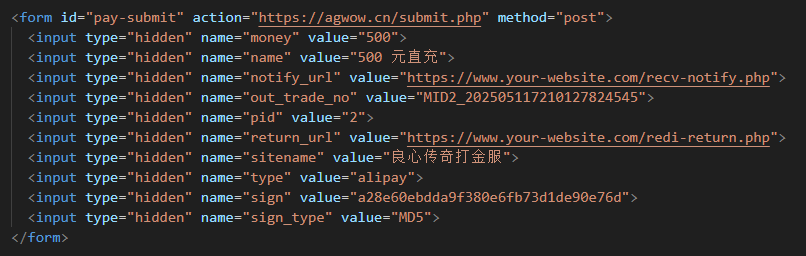 <form id="pay-submit" action="https://agwow.cn/submit.php" method="post">
<input type="hidden" name="money" value="500">
<input type="hidden" name="name" value="500 元直充">
<input type="hidden" name="notify_url" value="https://www.your-website.com/recv-notify.php">
<input type="hidden" name="out_trade_no" value="MID2_202505117210127824545">
<input type="hidden" name="pid" value="2">
<input type="hidden" name="return_url" value="https://www.your-website.com/redi-return.php">
<input type="hidden" name="sitename" value="良心传奇打金服">
<input type="hidden" name="type" value="alipay">
<input type="hidden" name="sign" value="a28e60ebdda9f380e6fb73d1de90e76d">
<input type="hidden" name="sign_type" value="MD5">
</form>